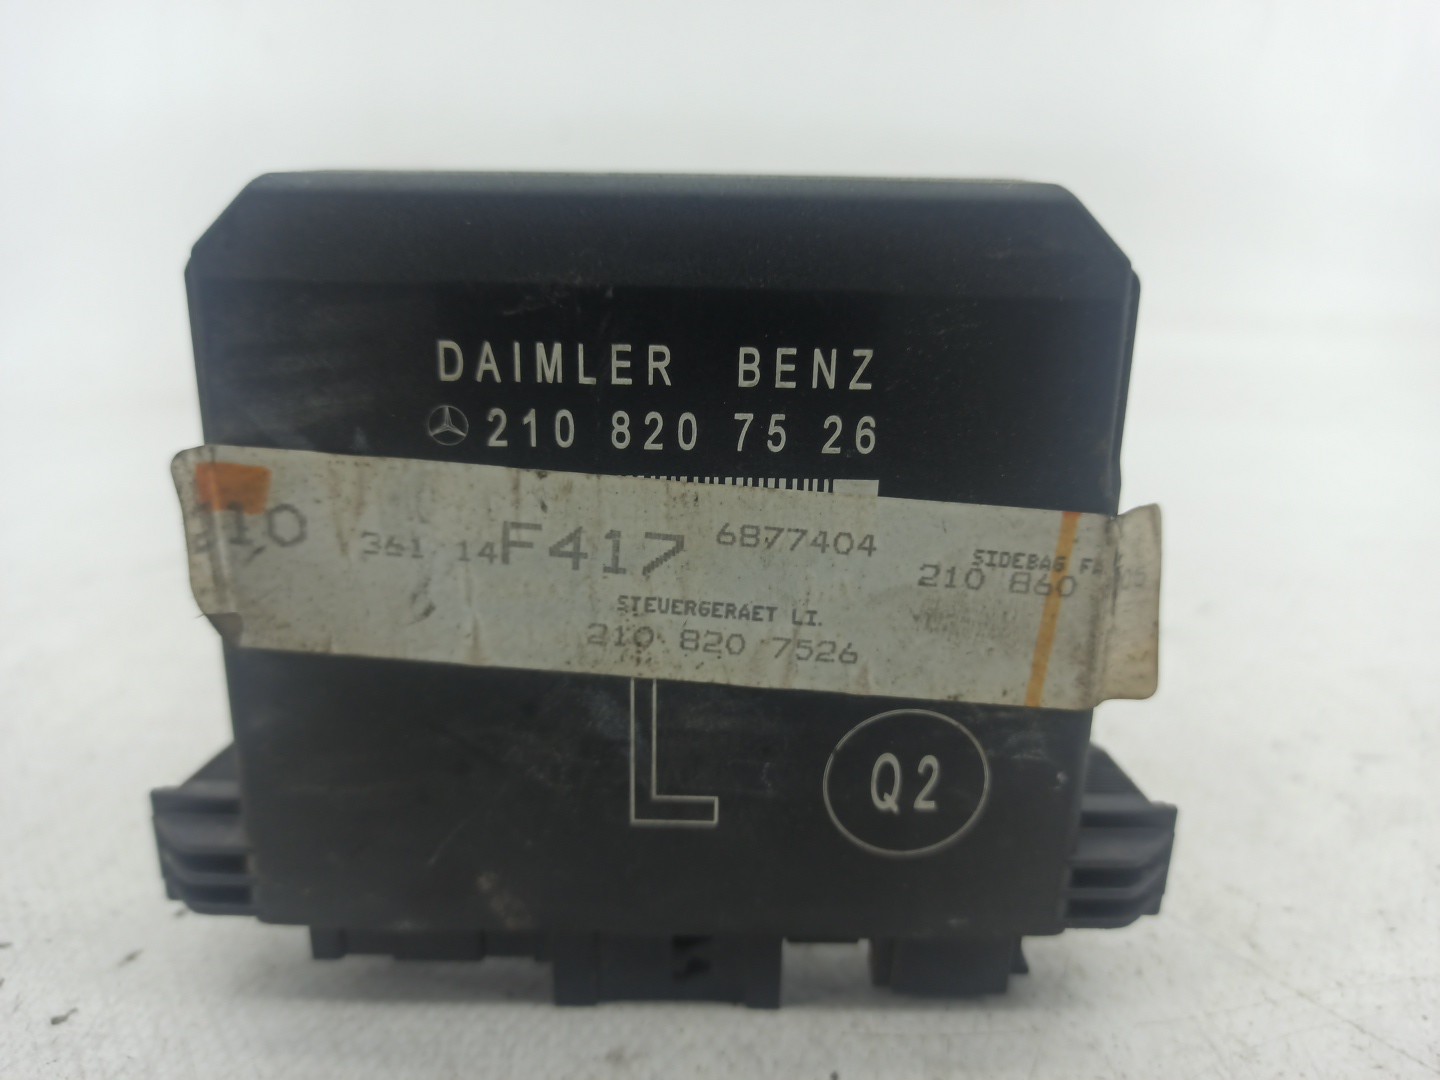 DAIMLER BENZ
210 820 75 26
210 361 14 F417 6877404
SIDEBAG
210 860
STEUERGERAET LI.
210 820 7526
L
Q2